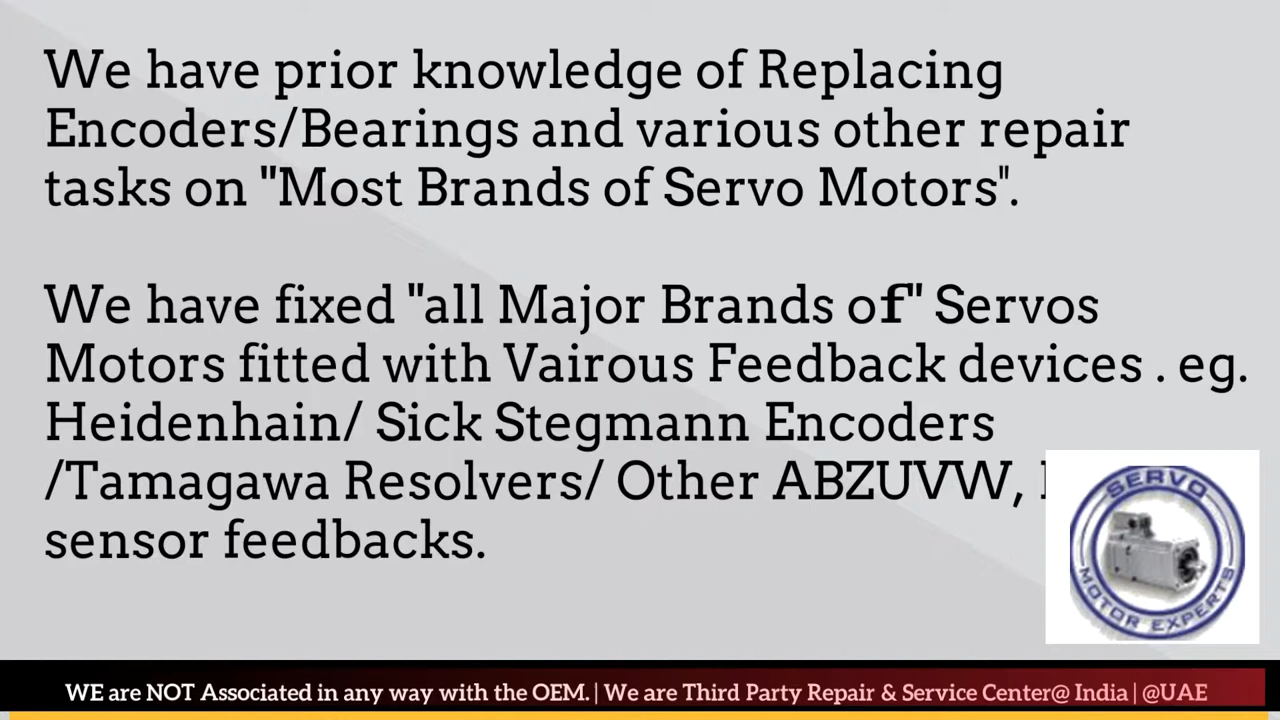 We have prior knowledge of Replacing
Encoders/Bearings and various other repair
tasks on "Most Brands of Servo Motors".
We have fixed "all Major Brands of" Servos
Motors fitted with Vairous Feedback devices . eg.
Heidenhain/ Sick Stegmann Encoders
/Tamagawa Resolvers/ Other ABZUVW,
sensor feedbacks.
SERVO
MOTOR EXPERTS
WE are NOT Associated in any way with the OEM. | We are Third Party Repair & Service Center@ India | @UAE